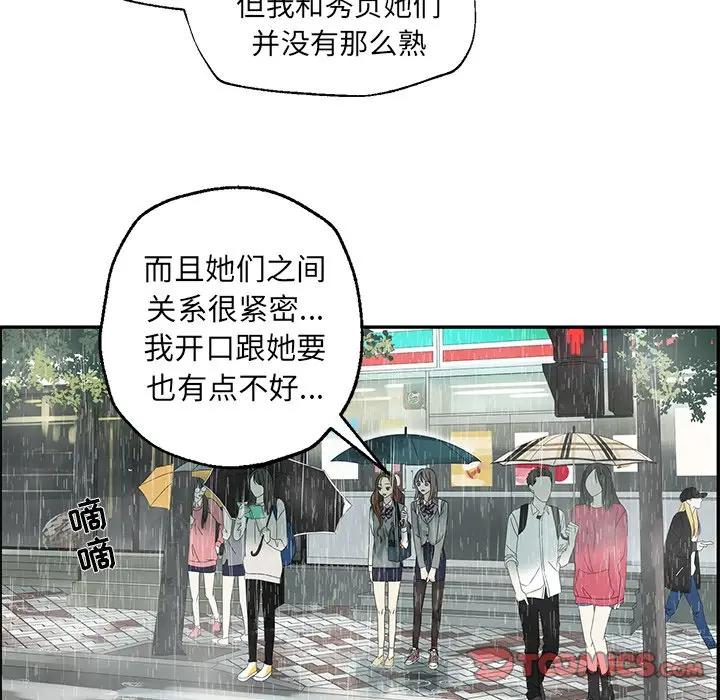 但我和秀贞她们
并没有那么熟
而且她们之间
关系很紧密...
我开口跟她要
也有点不好...
嘀
嘀
TOOMICS.COM